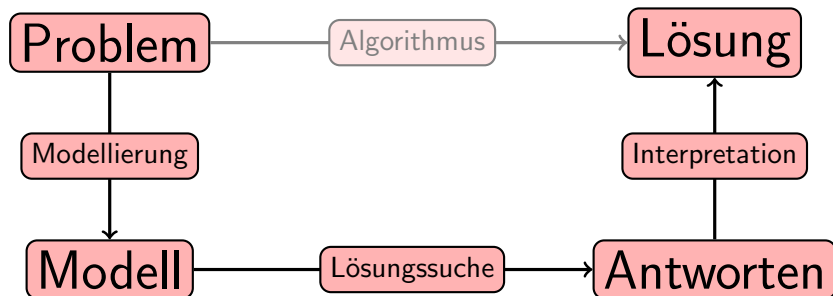 Problem
Algorithmus
Lösung
Modellierung
Interpretation
Modell
Lösungssuche
Antworten